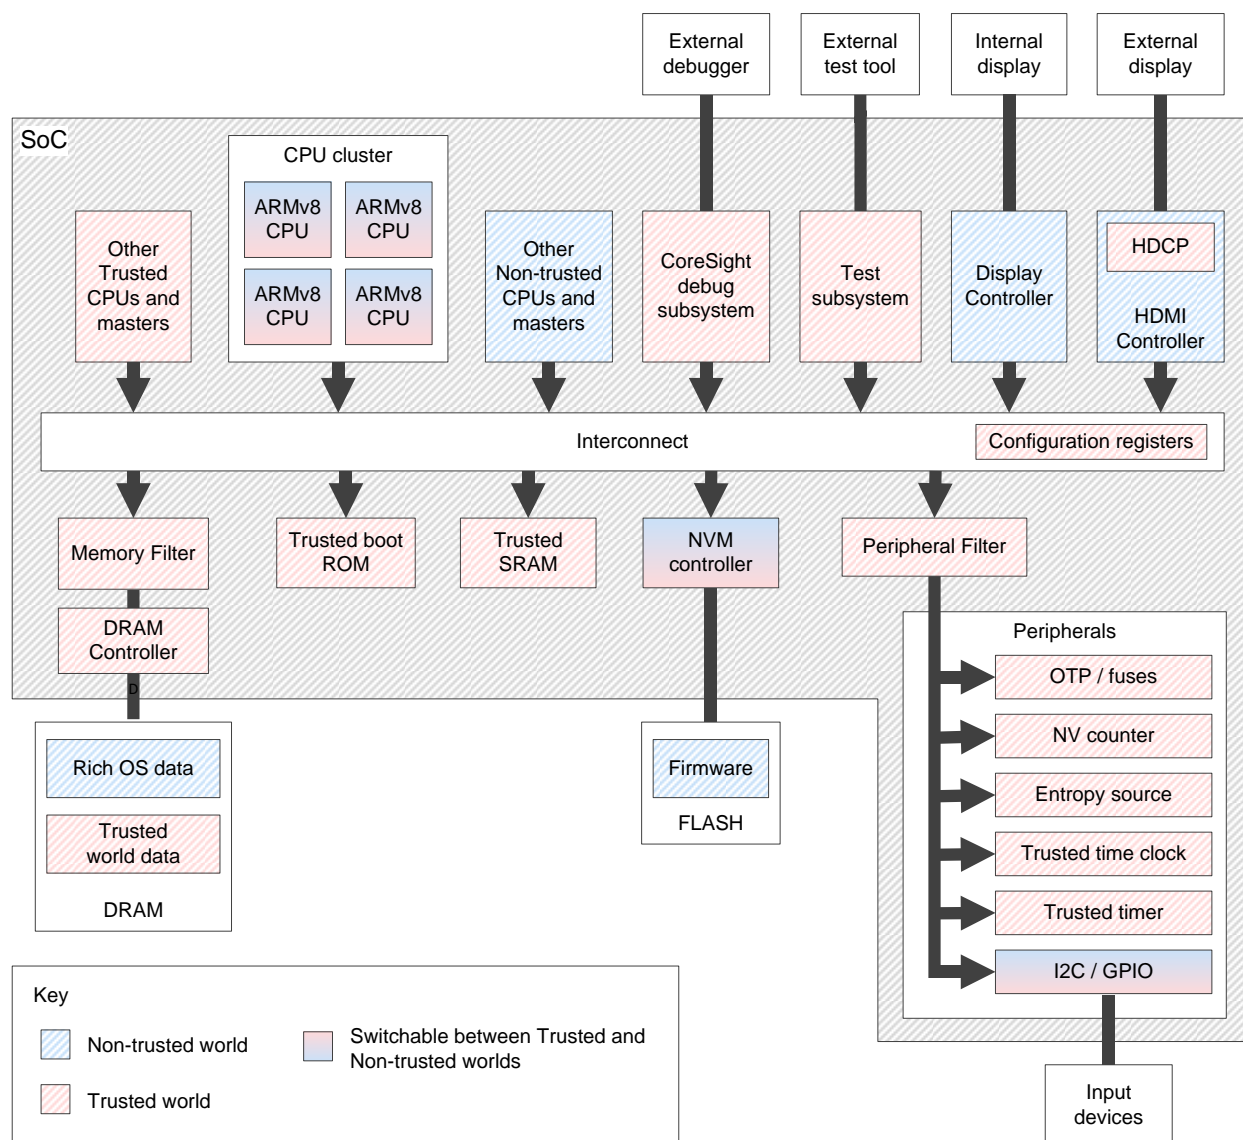 External
debugger
External
test tool
Internal
display
External
display
SoC
CPU cluster
ARMv8
CPU
ARMv8
CPU
ARMv8
CPU
ARMv8
CPU
Other
Trusted
CPUs and
masters
Other
Non-trusted
CPUs and
masters
CoreSight
debug
subsystem
Test
subsystem
Display
Controller
HDCP
HDMI
Controller
Interconnect
Configuration registers
Memory Filter
Trusted boot
ROM
Trusted
SRAM
NVM
controller
Peripheral Filter
DRAM
Controller
D
Peripherals
OTP / fuses
NV counter
Entropy source
Trusted time clock
Trusted timer
I2C / GPIO
Rich OS data
Trusted
world data
DRAM
Firmware
FLASH
Key
Non-trusted world
Trusted world
Switchable between Trusted and
Non-trusted worlds
Input
devices